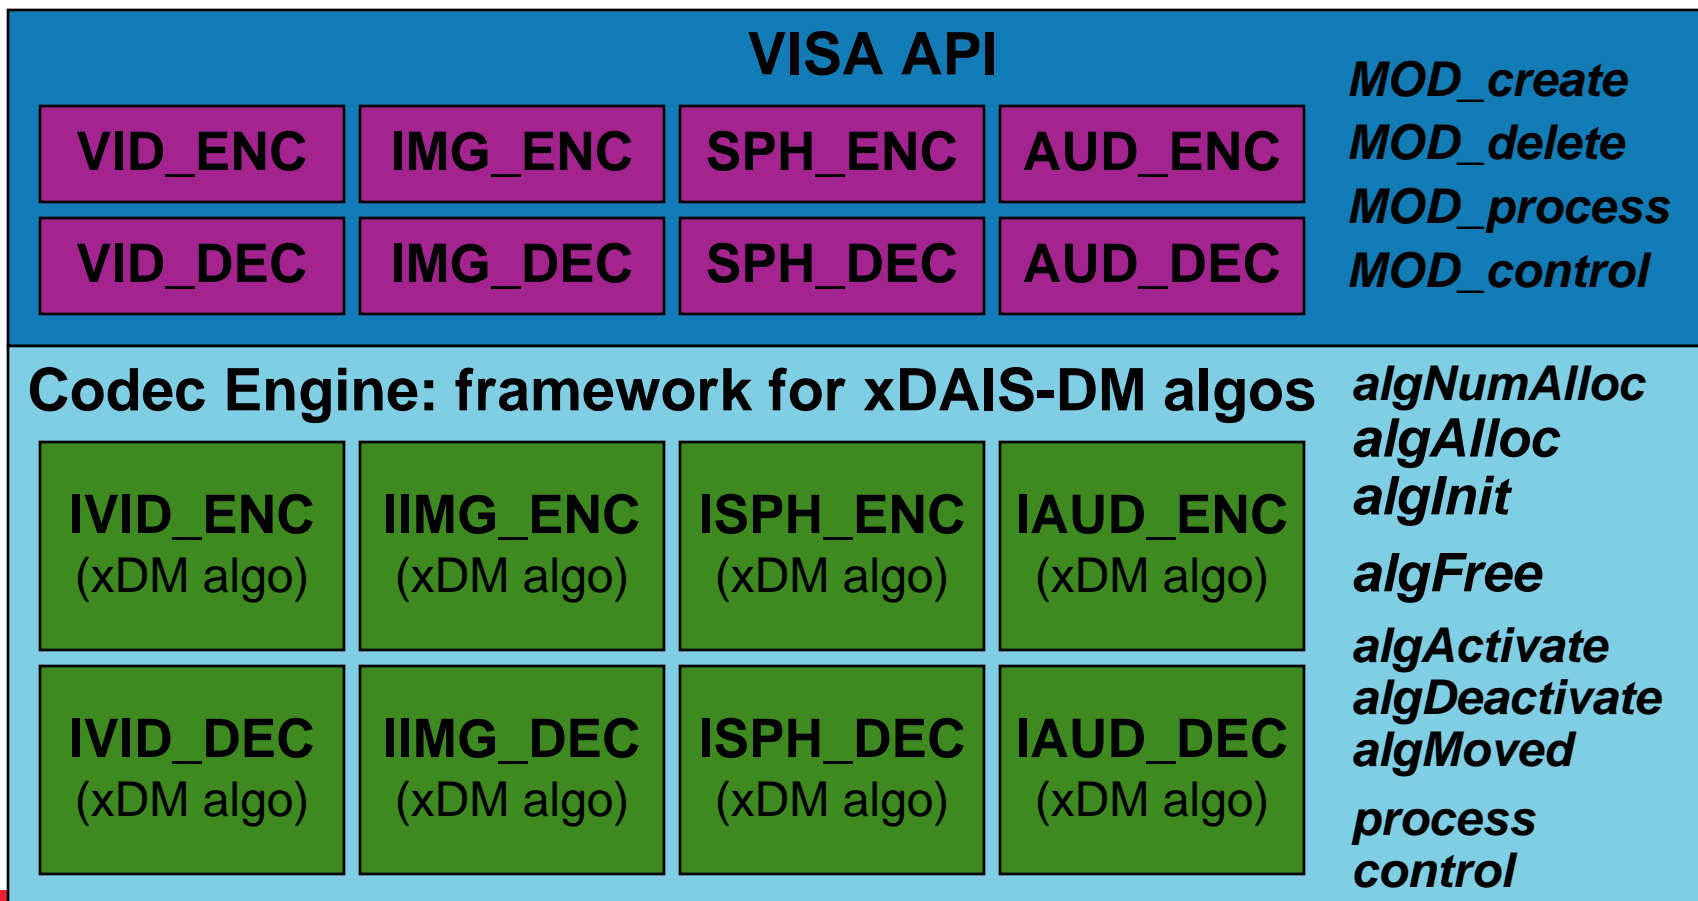 VISA API
VID_ENC IMG_ENC SPH_ENC AUD_ENC
VID_DEC IMG_DEC SPH_DEC AUD_DEC
MOD_create
MOD_delete
MOD_process
MOD_control
Codec Engine: framework for xDAIS-DM algos
IVID_ENC IIMG_ENC ISPH_ENC IAUD_ENC
(xDM algo) (xDM algo) (xDM algo) (xDM algo)
IVID_DEC IIMG_DEC ISPH_DEC IAUD_DEC
(xDM algo) (xDM algo) (xDM algo) (xDM algo)
algNumAlloc
algAlloc
algInit
algFree
algActivate
algDeactivate
algMoved
process
control